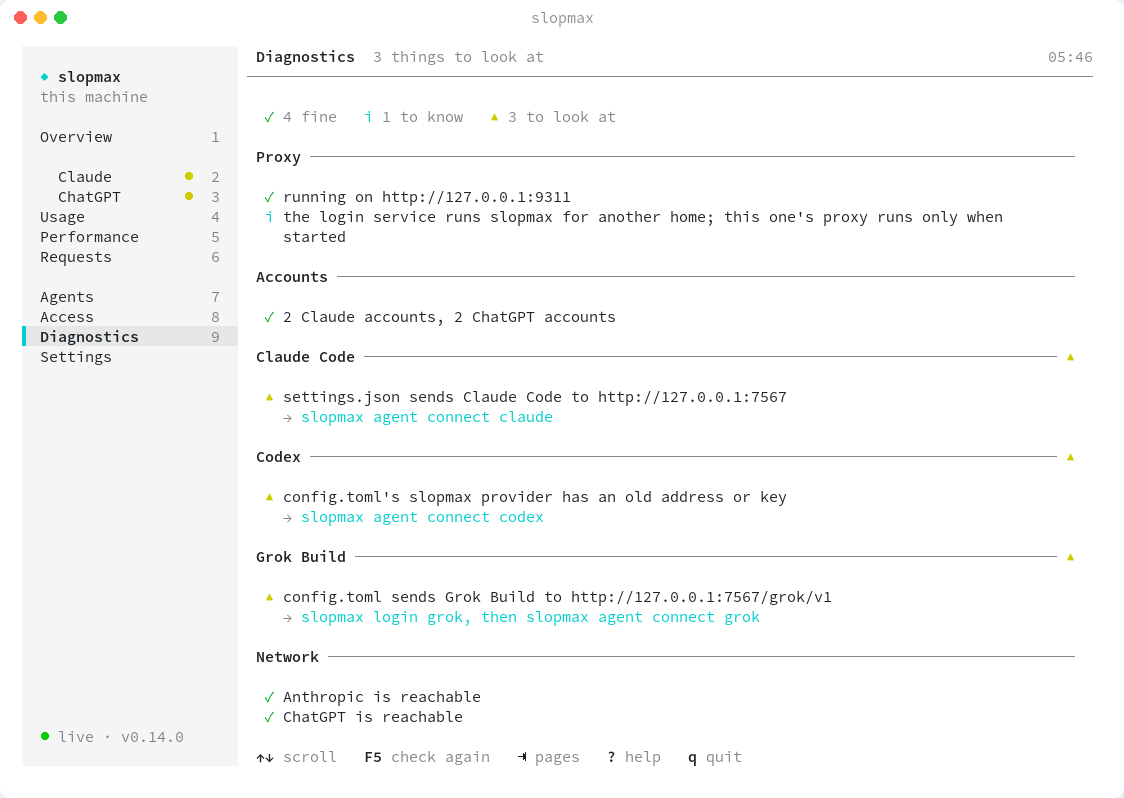 slopmax
◆ slopmax
this machine
Overview 1
Claude ● 2
ChatGPT ● 3
Usage 4
Performance 5
Requests 6
Agents 7
Access 8
Diagnostics 9
Settings
● live · v0.14.0
Diagnostics 3 things to look at 05:46
✓ 4 fine i 1 to know ▲ 3 to look at
Proxy
✓ running on http://127.0.0.1:9311
i the login service runs slopmax for another home; this one's proxy runs only when
started
Accounts
✓ 2 Claude accounts, 2 ChatGPT accounts
Claude Code ▲
▲ settings.json sends Claude Code to http://127.0.0.1:7567
→ slopmax agent connect claude
Codex ▲
▲ config.toml's slopmax provider has an old address or key
→ slopmax agent connect codex
Grok Build ▲
▲ config.toml sends Grok Build to http://127.0.0.1:7567/grok/v1
→ slopmax login grok, then slopmax agent connect grok
Network
✓ Anthropic is reachable
✓ ChatGPT is reachable
↑↓ scroll F5 check again ⇥ pages ? help q quit